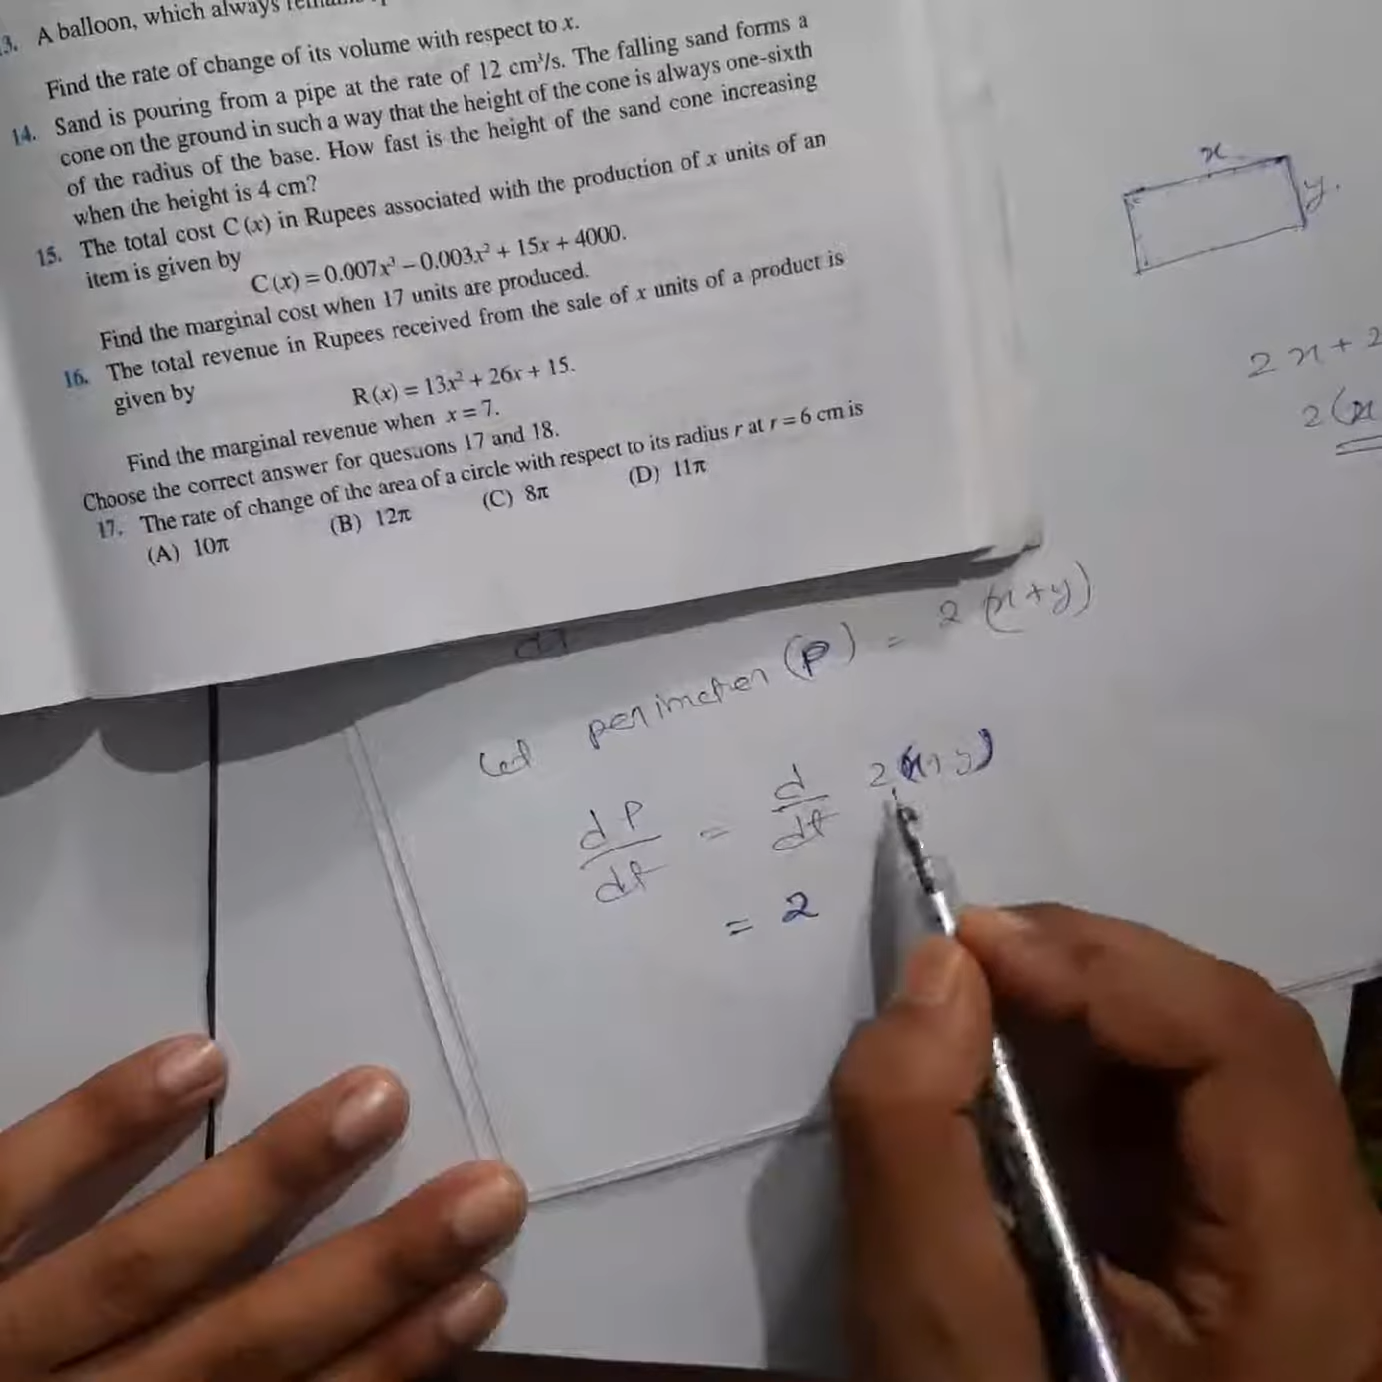 3. A balloon, which always
Find the rate of change of its volume with respect to x.
14. Sand is pouring from a pipe at the rate of 12 cm³/s. The falling sand forms a
cone on the ground in such a way that the height of the cone is always one-sixth
of the radius of the base. How fast is the height of the sand cone increasing
when the height is 4 cm?
15. The total cost C (x) in Rupees associated with the production of x units of an
item is given by
C (x) = 0.007x³ – 0.003x² + 15x + 4000.
Find the marginal cost when 17 units are produced.
16. The total revenue in Rupees received from the sale of x units of a product is
given by
R (x) = 13x² + 26x + 15.
Find the marginal revenue when x = 7.
Choose the correct answer for questions 17 and 18.
17. The rate of change of the area of a circle with respect to its radius r at r = 6 cm is
(A) 10π (B) 12π (C) 8π (D) 11π
x
y.
2x + 2
2(x
Let perimeter (P) = 2(x+y)
dP/dt = d/dt 2(x+y)
= 2